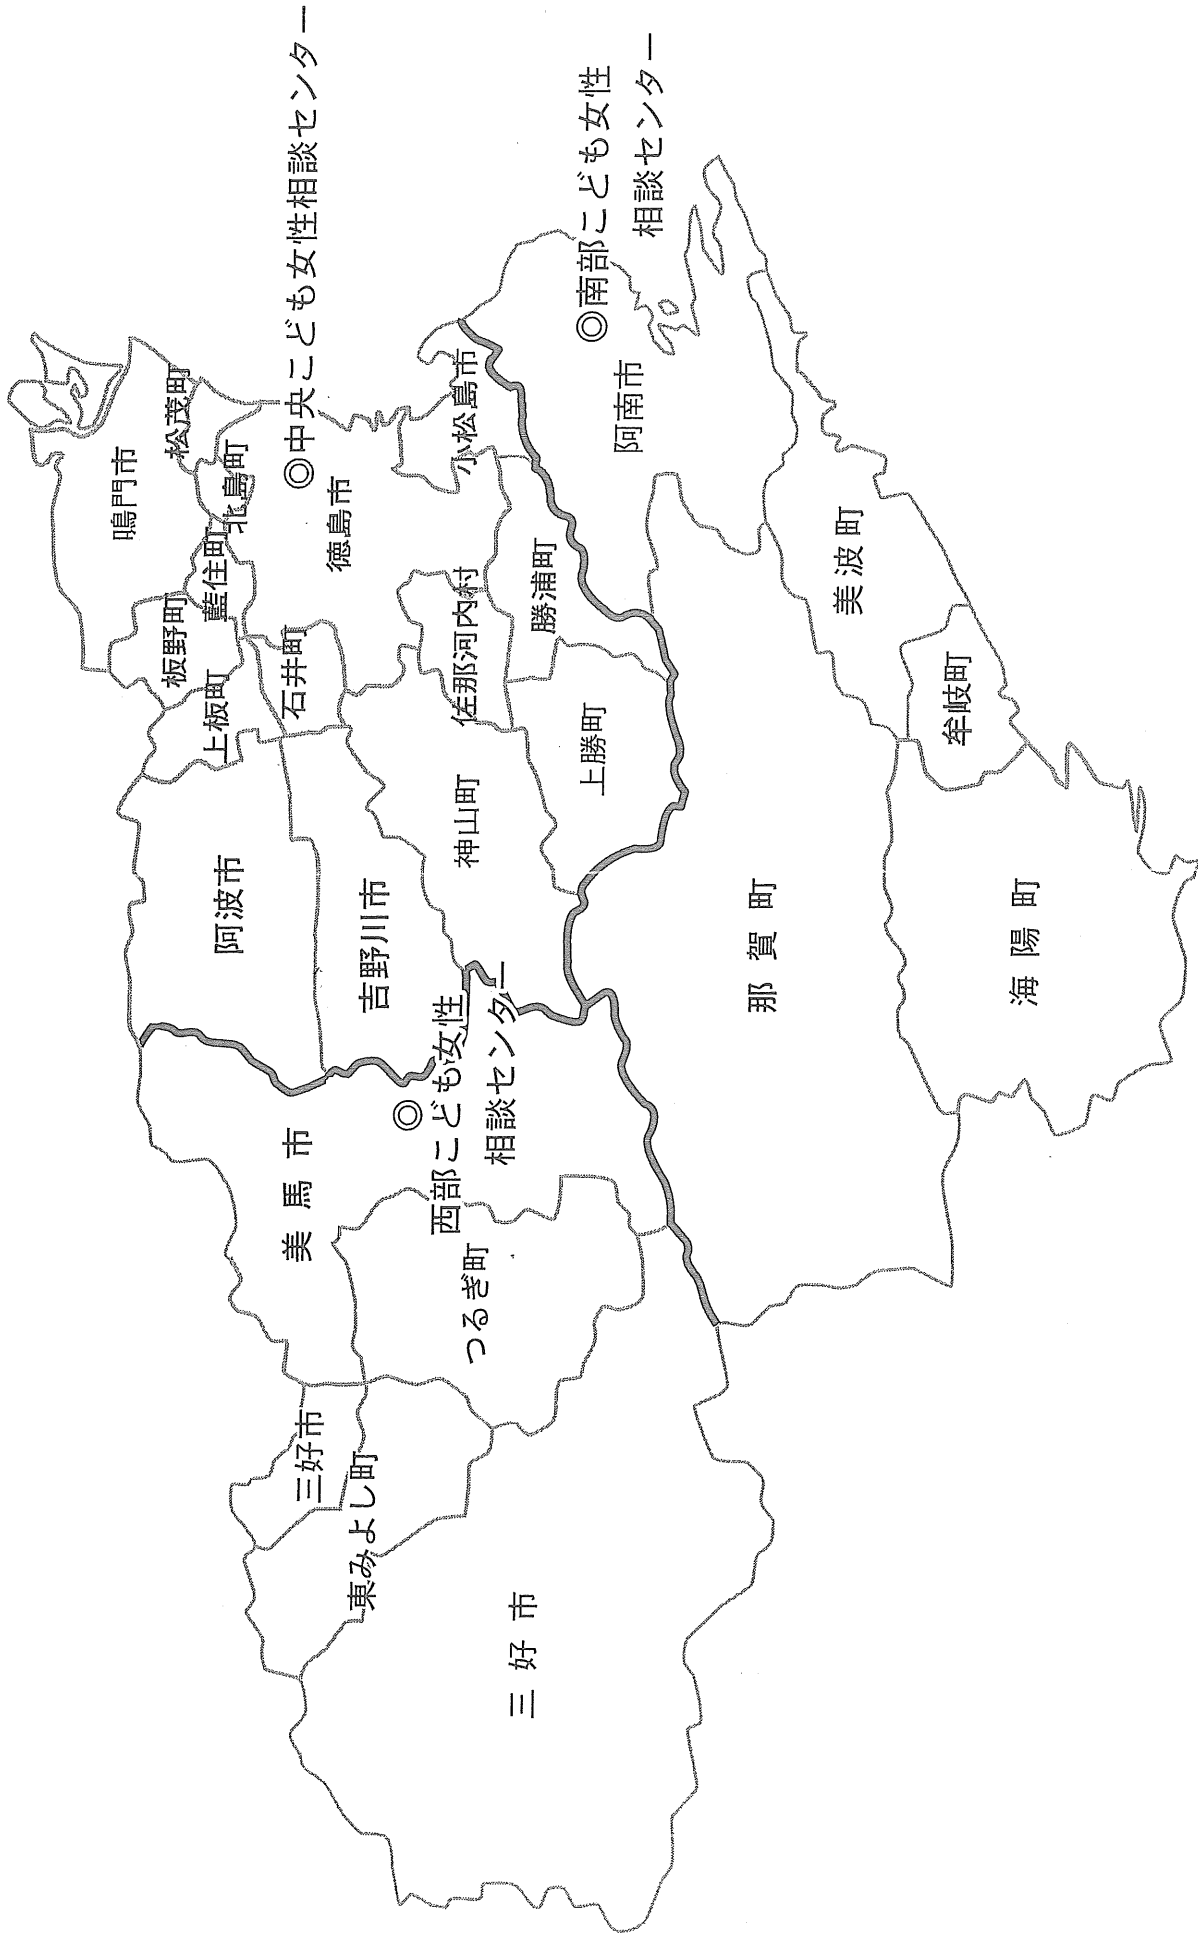 鳴門市
松茂町
北島町
藍住町
板野町
上板町
◎中央こども女性相談センター
徳島市
石井町
阿波市
吉野川市
小松島市
佐那河内村
勝浦町
神山町
上勝町
◎南部こども女性
相談センター
阿南市
那賀町
美波町
牟岐町
海陽町
美馬市
◎
西部こども女性
相談センター
つるぎ町
三好市
東みよし町
三好市